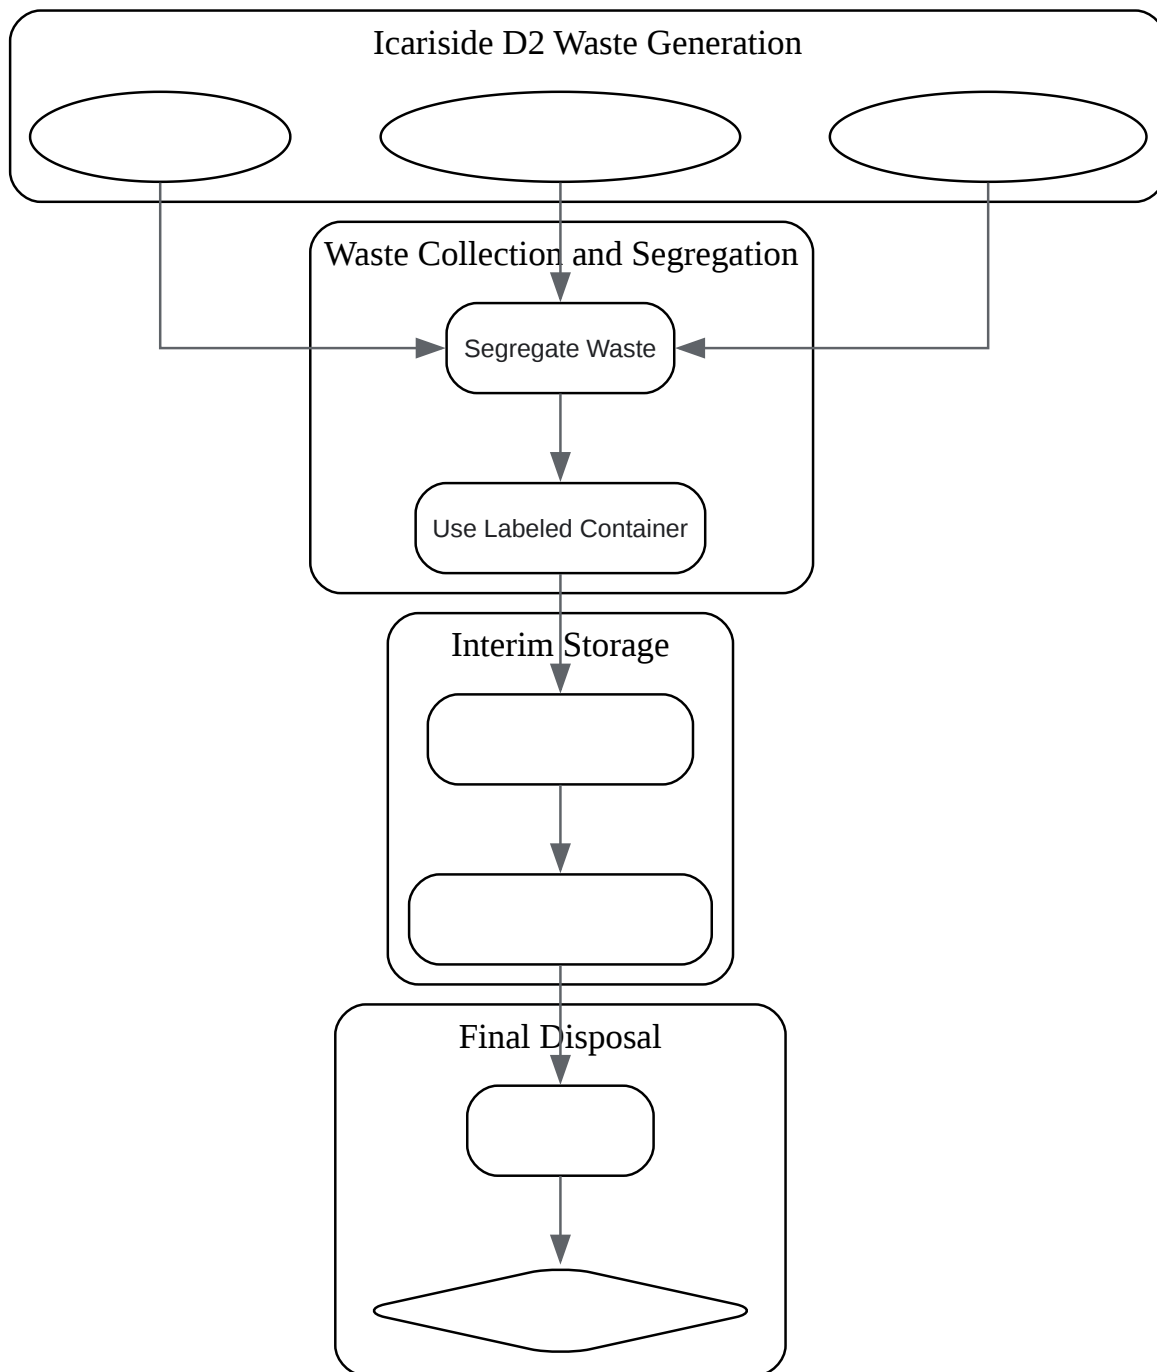 Icariside D2 Waste Generation
Waste Collection and Segregation
Segregate Waste
Use Labeled Container
Interim Storage
Final Disposal